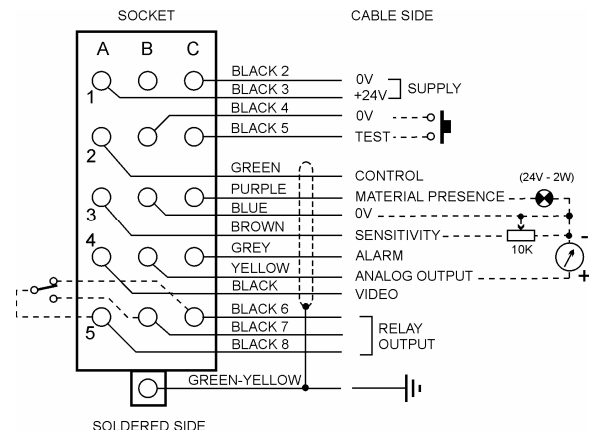 SOCKET
CABLE SIDE
A B C
BLACK 2
0V
BLACK 3
+24V
SUPPLY
1
BLACK 4
0V
BLACK 5
TEST
2
GREEN
CONTROL
(24V - 2W)
PURPLE
MATERIAL PRESENCE
BLUE
0V
3
BROWN
SENSITIVITY
10K
-
GREY
ALARM
4
YELLOW
ANALOG OUTPUT
+
BLACK
VIDEO
BLACK 6
5
BLACK 7
RELAY
OUTPUT
BLACK 8
GREEN-YELLOW
SOLDERED SIDE